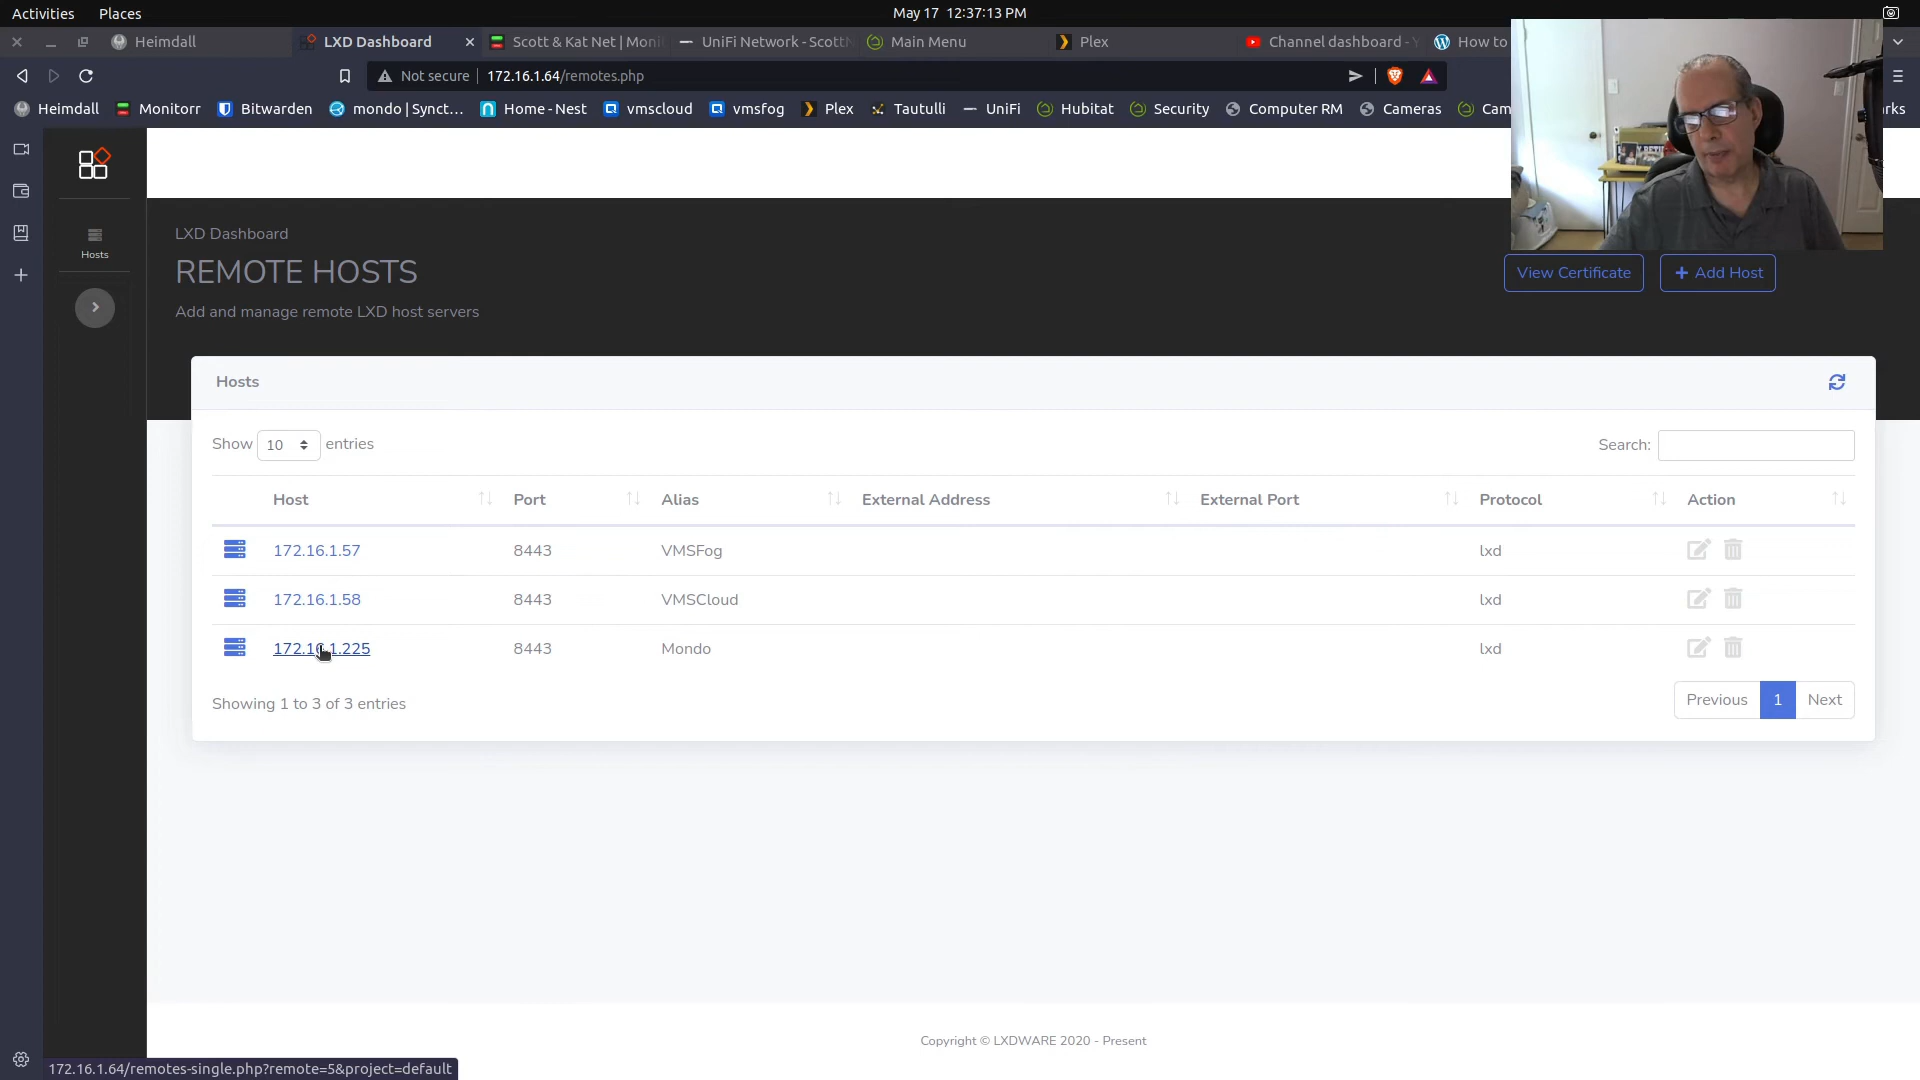 Activities Places May 17 12:37:13 PM
Heimdall LXD Dashboard Scott & Kat Net | Moni UniFi Network - Scott Main Menu Plex Channel dashboard - How to
Not secure 172.16.1.64/remotes.php
Heimdall Monitorr Bitwarden mondo | Synct... Home - Nest vmscloud vmsfog Plex Tautulli UniFi Hubitat Security Computer RM Cameras Cam rks
LXD Dashboard
REMOTE HOSTS
Add and manage remote LXD host servers
View Certificate + Add Host
Hosts
Hosts
Show 10 entries Search:
Host Port Alias External Address External Port Protocol Action
172.16.1.57 8443 VMSFog lxd
172.16.1.58 8443 VMSCloud lxd
172.16.1.225 8443 Mondo lxd
Showing 1 to 3 of 3 entries Previous 1 Next
Copyright © LXDWARE 2020 - Present
172.16.1.64/remotes-single.php?remote=5&project=default